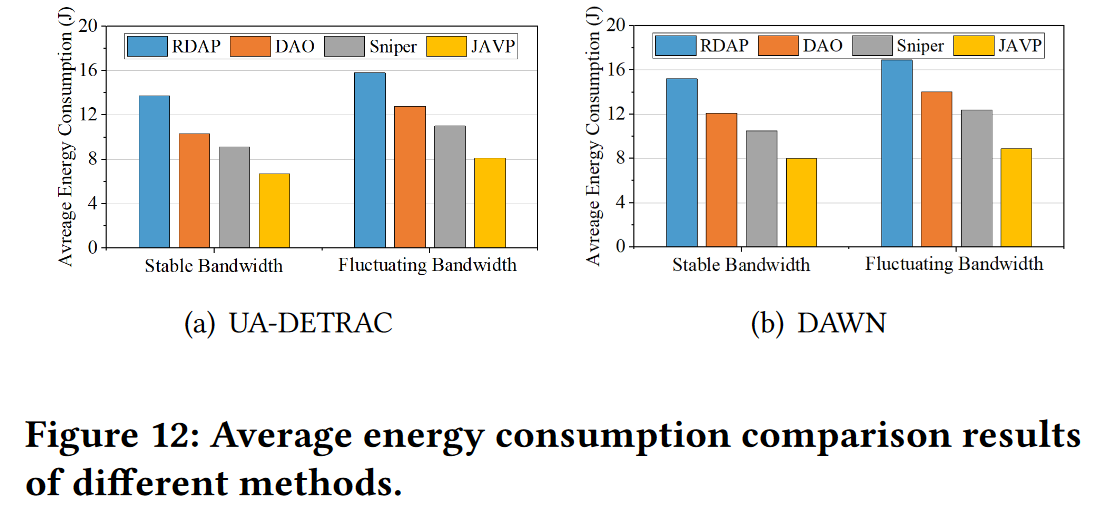 Avreage Energy Consumption (J)
20
16
12
8
4
0
RDAP DAO Sniper JAVP
Stable Bandwidth Fluctuating Bandwidth
(a) UA-DETRAC
Avreage Energy Consumption (J)
20
16
12
8
4
0
RDAP DAO Sniper JAVP
Stable Bandwidth Fluctuating Bandwidth
(b) DAWN
Figure 12: Average energy consumption comparison results
of different methods.